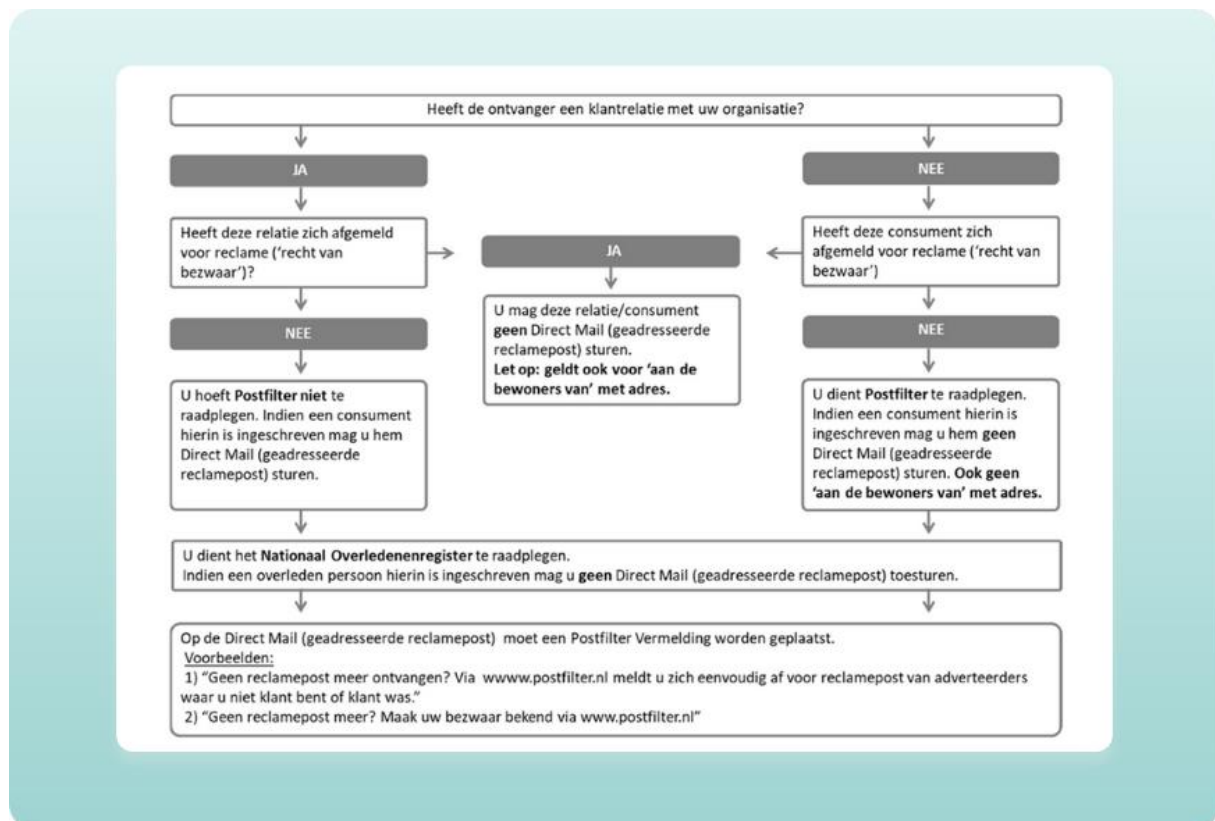 Heeft de ontvanger een klantrelatie met uw organisatie?
JA
NEE
Heeft deze relatie zich afgemeld
voor reclame (‘recht van
bezwaar’)?
JA
Heeft deze consument zich
afgemeld voor reclame (‘recht van
bezwaar’)
U mag deze relatie/consument
geen Direct Mail (geadresseerde
reclamepost) sturen.
Let op: geldt ook voor ‘aan de
bewoners van’ met adres.
NEE
NEE
U hoeft Postfilter niet te
raadplegen. Indien een consument
hierin is ingeschreven mag u hem
Direct Mail (geadresseerde
reclamepost) sturen.
U dient Postfilter te raadplegen.
Indien een consument hierin is
ingeschreven mag u hem geen
Direct Mail (geadresseerde
reclamepost) sturen. Ook geen
‘aan de bewoners van’ met adres.
U dient het Nationaal Overledenenregister te raadplegen.
Indien een overleden persoon hierin is ingeschreven mag u geen Direct Mail (geadresseerde reclamepost) toesturen.
Op de Direct Mail (geadresseerde reclamepost) moet een Postfilter Vermelding worden geplaatst.
Voorbeelden:
1) “Geen reclamepost meer ontvangen? Via wwww.postfilter.nl meldt u zich eenvoudig af voor reclamepost van adverteerders
waar u niet klant bent of klant was.”
2) “Geen reclamepost meer? Maak uw bezwaar bekend via www.postfilter.nl”